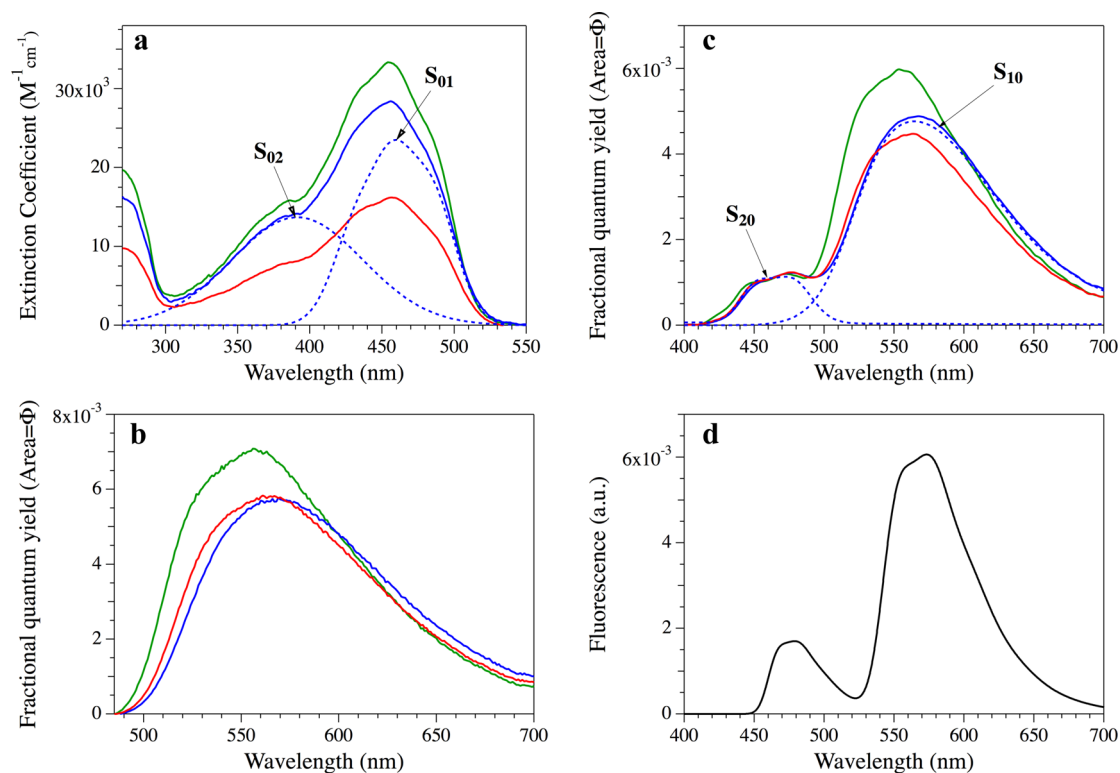 a
Extinction Coefficient (M⁻¹cm⁻¹)
30x10³
20
10
0
S₀₂
S₀₁
300 350 400 450 500 550
Wavelength (nm)
c
Fractional quantum yield (Area=Φ)
6x10⁻³
4
2
0
S₂₀
S₁₀
400 450 500 550 600 650 700
Wavelength (nm)
b
Fractional quantum yield (Area=Φ)
8x10⁻³
6
4
2
0
500 550 600 650 700
Wavelength (nm)
d
Fluorescence (a.u.)
6x10⁻³
4
2
0
400 450 500 550 600 650 700
Wavelength (nm)